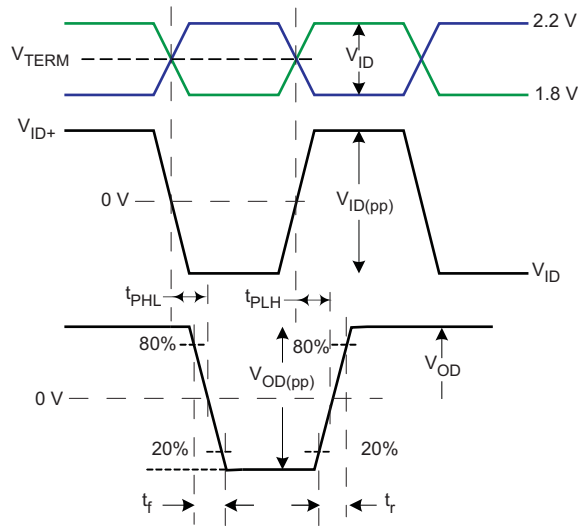 2.2 V
V_TERM
V_ID
1.8 V
V_ID+
0 V
V_ID(pp)
V_ID
t_PHL
t_PLH
80%
80%
V_OD(pp)
V_OD
0 V
20%
20%
t_f
t_r